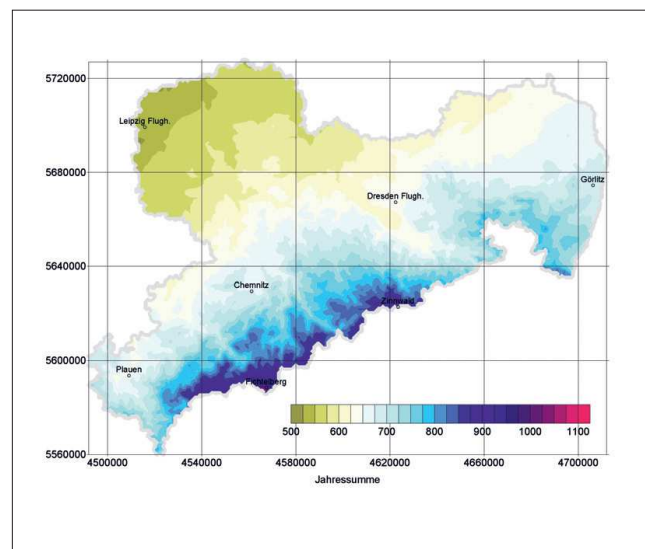 5720000
Leipzig Flugh.
5680000
Görlitz
Dresden Flugh.
5640000
Chemnitz
Zinnwald
5600000
Plauen
Fichtelberg
500 600 700 800 900 1000 1100
5560000
4500000 4540000 4580000 4620000 4660000 4700000
Jahressumme